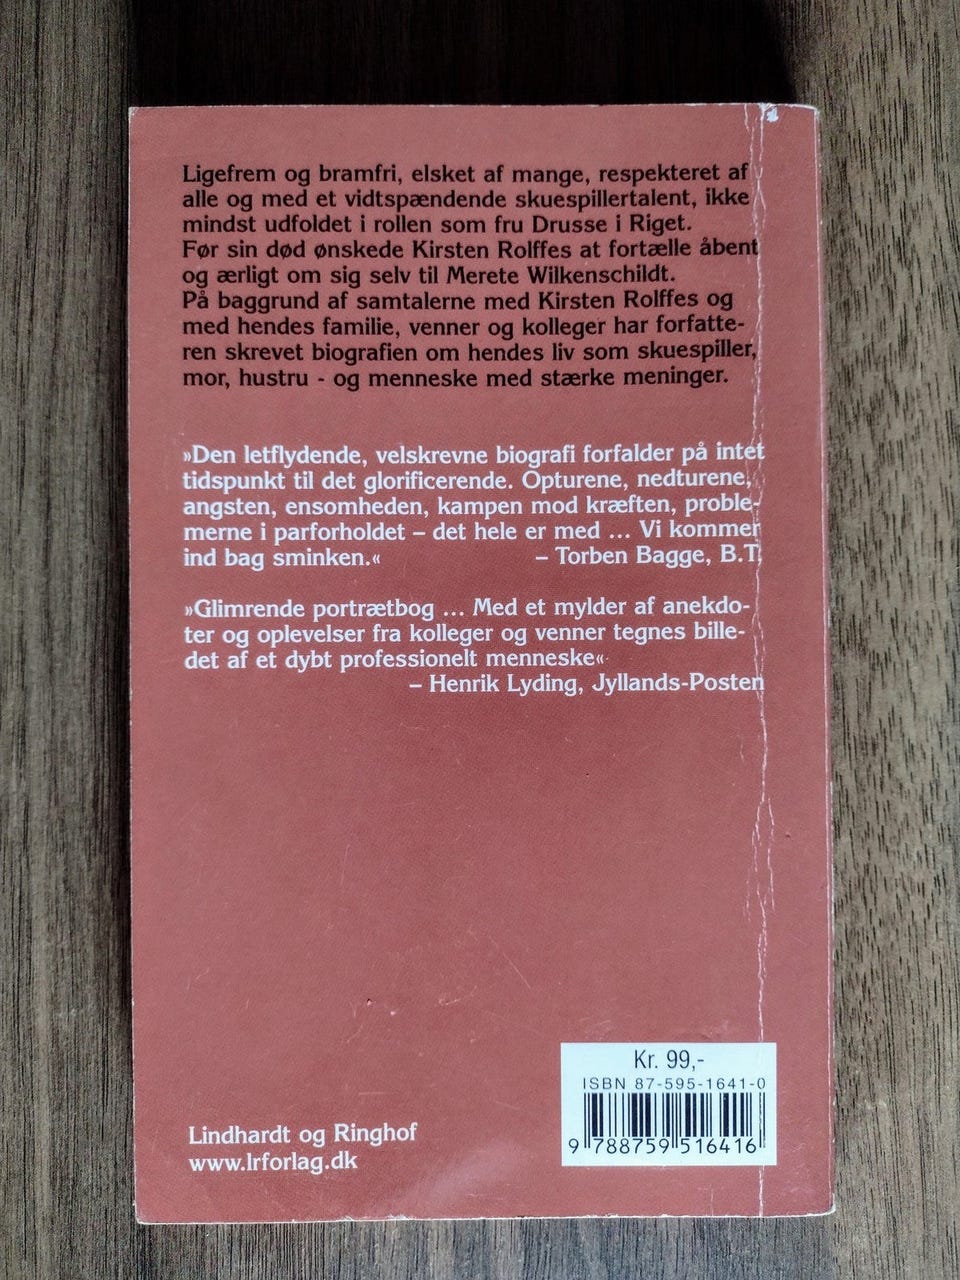 Ligefrem og bramfri, elsket af mange, respekteret af
alle og med et vidtspændende skuespillertalent, ikke
mindst udfoldet i rollen som fru Drusse i Riget.
Før sin død ønskede Kirsten Rolffes at fortælle åbent
og ærligt om sig selv til Merete Wilkenschildt.
På baggrund af samtalerne med Kirsten Rolffes og
med hendes familie, venner og kolleger har forfatte-
ren skrevet biografien om hendes liv som skuespiller,
mor, hustru - og menneske med stærke meninger.
»Den letflydende, velskrevne biografi forfalder på intet
tidspunkt til det glorificerende. Opturene, nedturene,
angsten, ensomheden, kampen mod kræften, proble-
merne i parforholdet – det hele er med ... Vi kommer
ind bag sminken.« – Torben Bagge, B.T.
»Glimrende portrætbog ... Med et mylder af anekdo-
ter og oplevelser fra kolleger og venner tegnes bille-
det af et dybt professionelt menneske«
– Henrik Lyding, Jyllands-Posten
Kr. 99,-
ISBN 87-595-1641-0
9 788759 516416
Lindhardt og Ringhof
www.lrforlag.dk